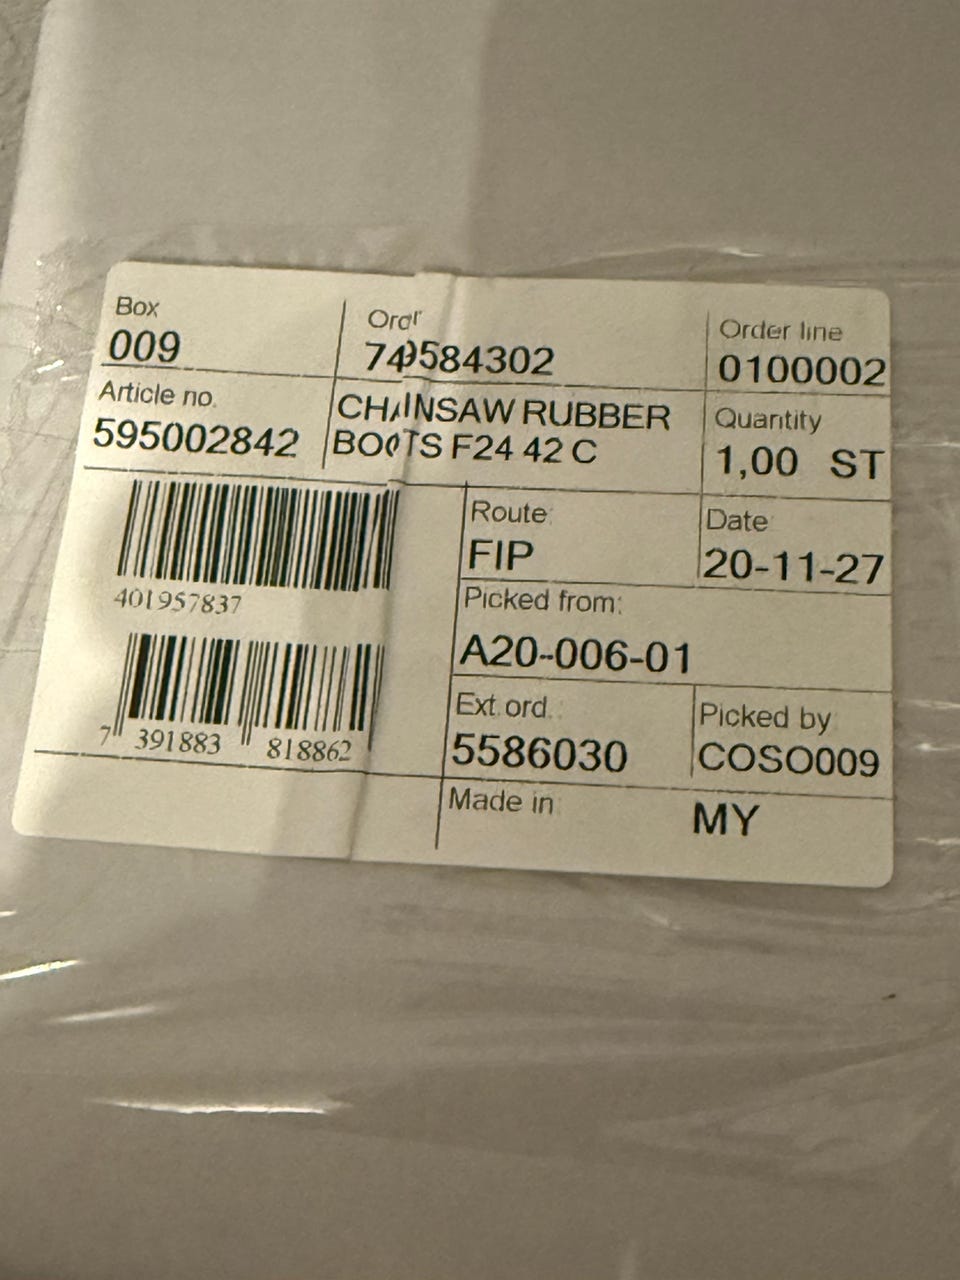 Box
009
Order line
0100002
Article no.
595002842
CHAINSAW RUBBER
BOOTS F24 42 C
Quantity
1,00 ST
401957837
7 391883 818862
Route:
FIP
Date
20-11-27
Picked from:
A20-006-01
Ext.ord.:
5586030
Picked by
COSO009
Made in
MY